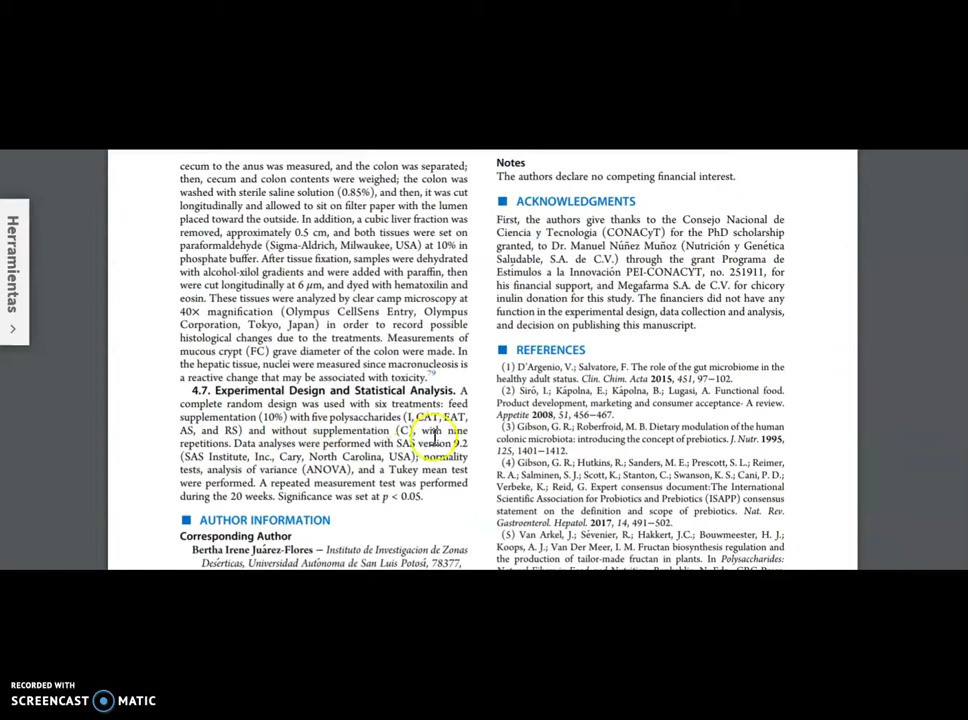 Herramientas
cecum to the anus was measured, and the colon was separated;
then, cecum and colon contents were weighed; the colon was
washed with sterile saline solution (0.85%), and then, it was cut
longitudinally and allowed to sit on filter paper with the lumen
placed toward the outside. In addition, a cubic liver fraction was
removed, approximately 0.5 cm, and both tissues were set on
paraformaldehyde (Sigma-Aldrich, Milwaukee, USA) at 10% in
phosphate buffer. After tissue fixation, samples were dehydrated
with alcohol-xilol gradients and were added with paraffin, then
were cut longitudinally at 6 μm, and dyed with hematoxilin and
eosin. These tissues were analyzed by clear camp microscopy at
40× magnification (Olympus CellSens Entry, Olympus
Corporation, Tokyo, Japan) in order to record possible
histological changes due to the treatments. Measurements of
mucous crypt (FC) grave diameter of the colon were made. In
the hepatic tissue, nuclei were measured since macronucleosis is
a reactive change that may be associated with toxicity.79
4.7. Experimental Design and Statistical Analysis. A
complete random design was used with six treatments: feed
supplementation (10%) with five polysaccharides (I, CAT, EAT,
AS, and RS) and without supplementation (C), with nine
repetitions. Data analyses were performed with SAS version 9.2
(SAS Institute, Inc., Cary, North Carolina, USA); normality
tests, analysis of variance (ANOVA), and a Tukey mean test
were performed. A repeated measurement test was performed
during the 20 weeks. Significance was set at p < 0.05.
AUTHOR INFORMATION
Corresponding Author
Bertha Irene Juárez-Flores − Instituto de Investigacion de Zonas
Desérticas, Universidad Autónoma de San Luis Potosí, 78377,
Notes
The authors declare no competing financial interest.
ACKNOWLEDGMENTS
First, the authors give thanks to the Consejo Nacional de
Ciencia y Tecnologia (CONACyT) for the PhD scholarship
granted, to Dr. Manuel Núñez Muñoz (Nutrición y Genética
Saludable, S.A. de C.V.) through the grant Programa de
Estimulos a la Innovación PEI-CONACYT, no. 251911, for
his financial support, and Megafarma S.A. de C.V. for chicory
inulin donation for this study. The financiers did not have any
function in the experimental design, data collection and analysis,
and decision on publishing this manuscript.
REFERENCES
(1) D'Argenio, V.; Salvatore, F. The role of the gut microbiome in the
healthy adult status. Clin. Chim. Acta 2015, 451, 97−102.
(2) Siró, I.; Kápolna, E.; Kápolna, B.; Lugasi, A. Functional food.
Product development, marketing and consumer acceptance- A review.
Appetite 2008, 51, 456−467.
(3) Gibson, G. R.; Roberfroid, M. B. Dietary modulation of the human
colonic microbiota: introducing the concept of prebiotics. J. Nutr. 1995,
125, 1401−1412.
(4) Gibson, G. R.; Hutkins, R.; Sanders, M. E.; Prescott, S. L.; Reimer,
R. A.; Salminen, S. J.; Scott, K.; Stanton, C.; Swanson, K. S.; Cani, P. D.;
Verbeke, K.; Reid, G. Expert consensus document:The International
Scientific Association for Probiotics and Prebiotics (ISAPP) consensus
statement on the definition and scope of prebiotics. Nat. Rev.
Gastroenterol. Hepatol. 2017, 14, 491−502.
(5) Van Arkel, J.; Sévenier, R.; Hakkert, J.C.; Bouwmeester, H. J.;
Koops, A. J.; Van Der Meer, I. M. Fructan biosynthesis regulation and
the production of tailor-made fructan in plants. In Polysaccharides:
RECORDED WITH
SCREENCAST MATIC